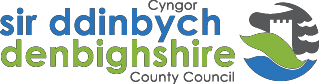 Cyngor
sir ddinbych
denbighshire
County Council